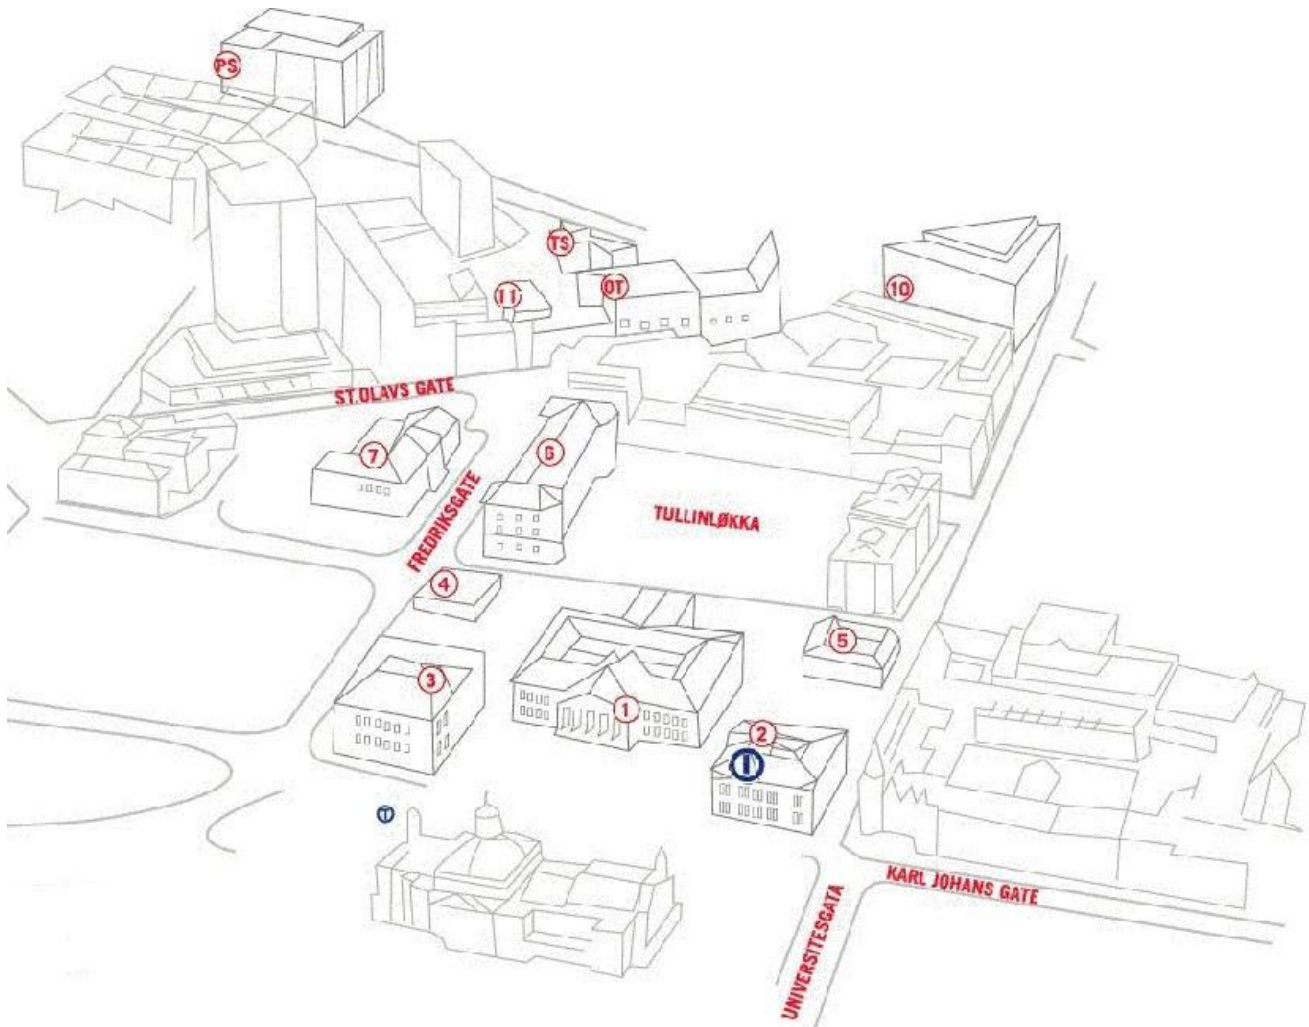 PS
TS
OT
11
10
ST.OLAVS GATE
7
6
FREDRIKSGATE
TULLINLØKKA
4
5
3
1
2
I
T
KARL JOHANS GATE
UNIVERSITESGATA